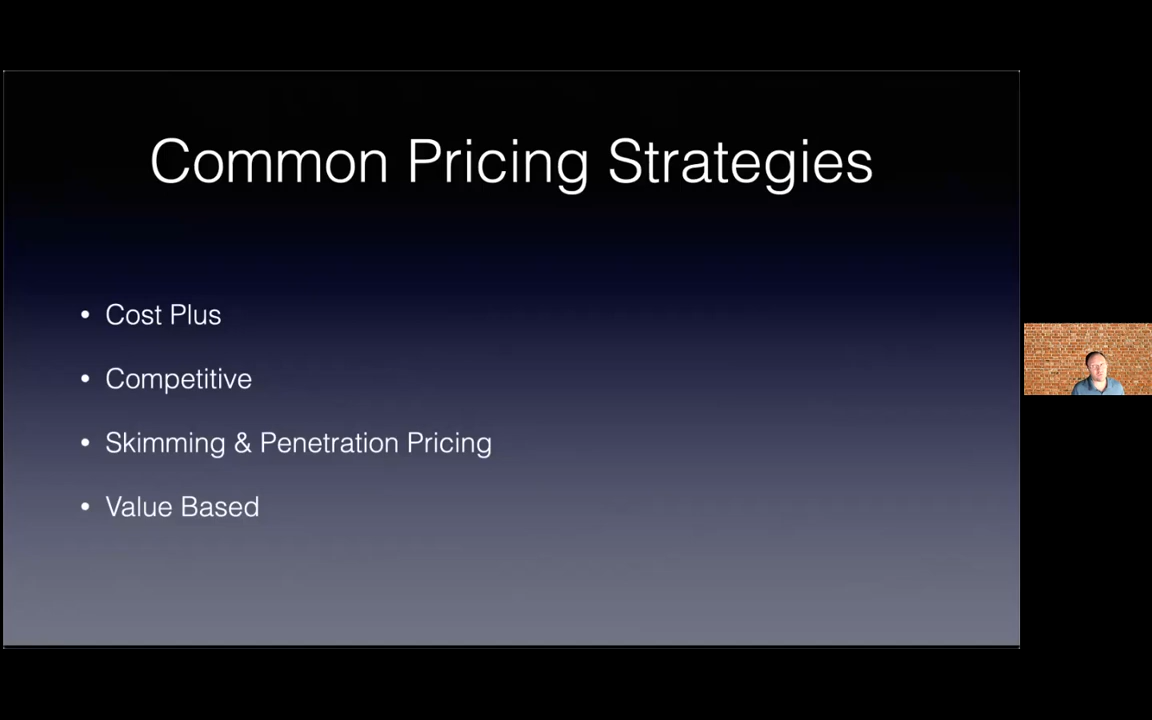 Common Pricing Strategies
• Cost Plus
• Competitive
• Skimming & Penetration Pricing
• Value Based